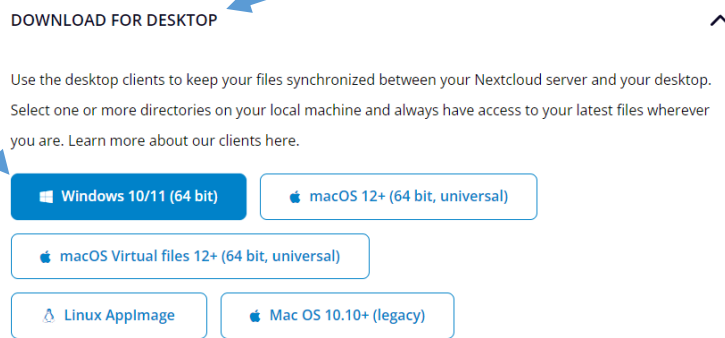 DOWNLOAD FOR DESKTOP
Use the desktop clients to keep your files synchronized between your Nextcloud server and your desktop.
Select one or more directories on your local machine and always have access to your latest files wherever
you are. Learn more about our clients here.
Windows 10/11 (64 bit)
macOS 12+ (64 bit, universal)
macOS Virtual files 12+ (64 bit, universal)
Linux AppImage
Mac OS 10.10+ (legacy)